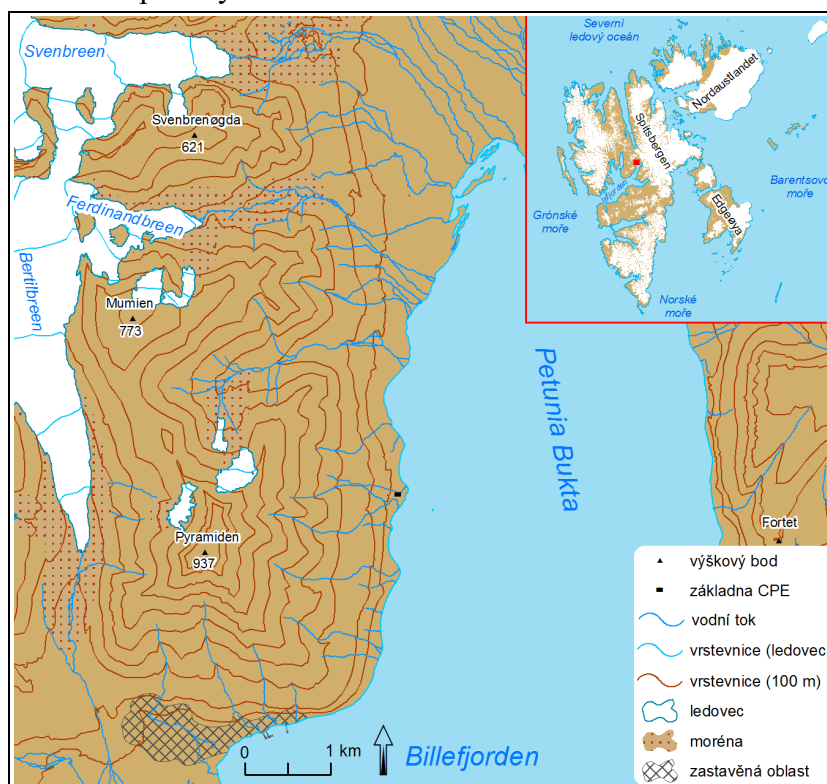 Svenbreen
Svenbrenøgda
621
Ferdinandbreen
Bertilbreen
Mumien
773
Pyramiden
937
Petunia Bukta
Billefjorden
0 1 km
Severní
ledový oceán
Nordaustlandet
Spitsbergen
Barentsovo
moře
Grónské
moře
Edgeøya
Norské
moře
Fortet
výškový bod
základna CPE
vodní tok
vrstevnice (ledovec
vrstevnice (100 m)
ledovec
moréna
zastavěná oblast